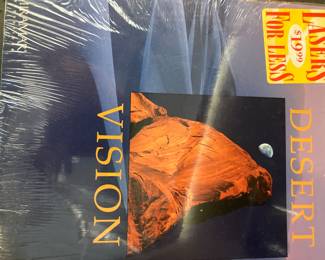 DESERT
VISION
LASERS
$19.99
FOR LESS